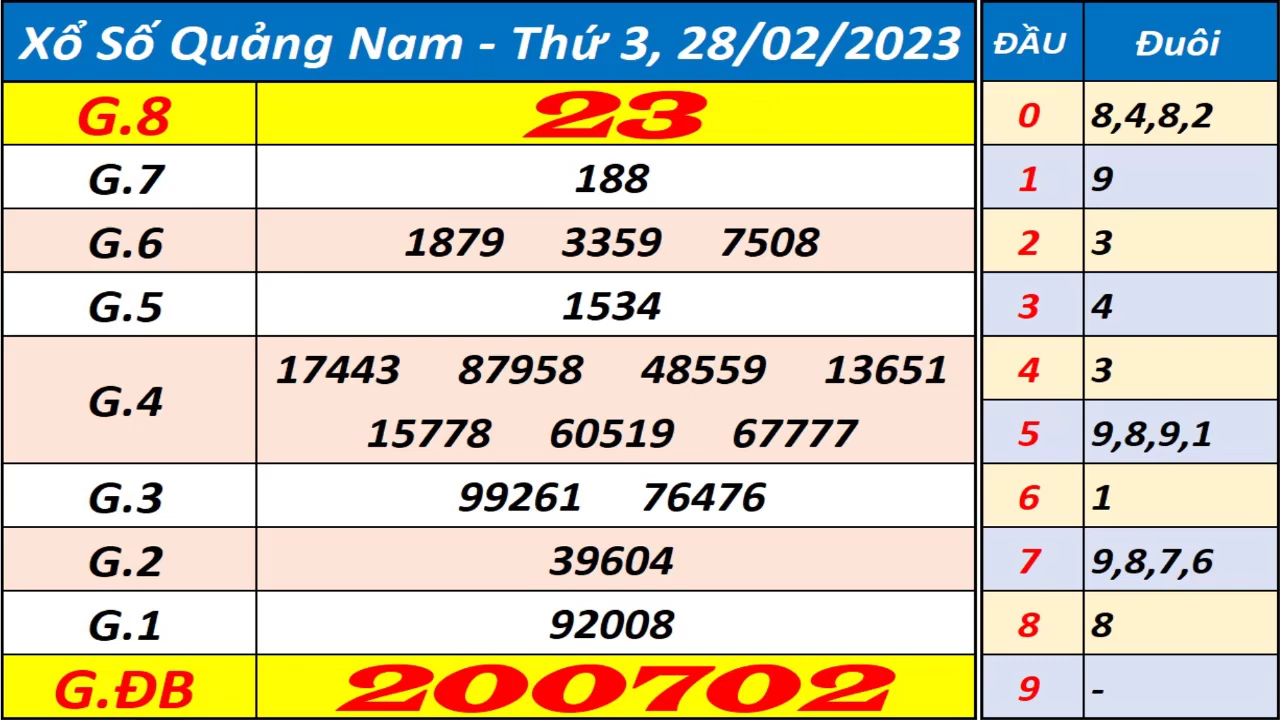 Xổ Số Quảng Nam - Thứ 3, 28/02/2023 ĐẦU Đuôi
G.8 23 0 8,4,8,2
G.7 188 1 9
G.6 1879 3359 7508 2 3
G.5 1534 3 4
G.4 17443 87958 48559 13651 4 3
15778 60519 67777 5 9,8,9,1
G.3 99261 76476 6 1
G.2 39604 7 9,8,7,6
G.1 92008 8 8
G.ĐB 200702 9 -